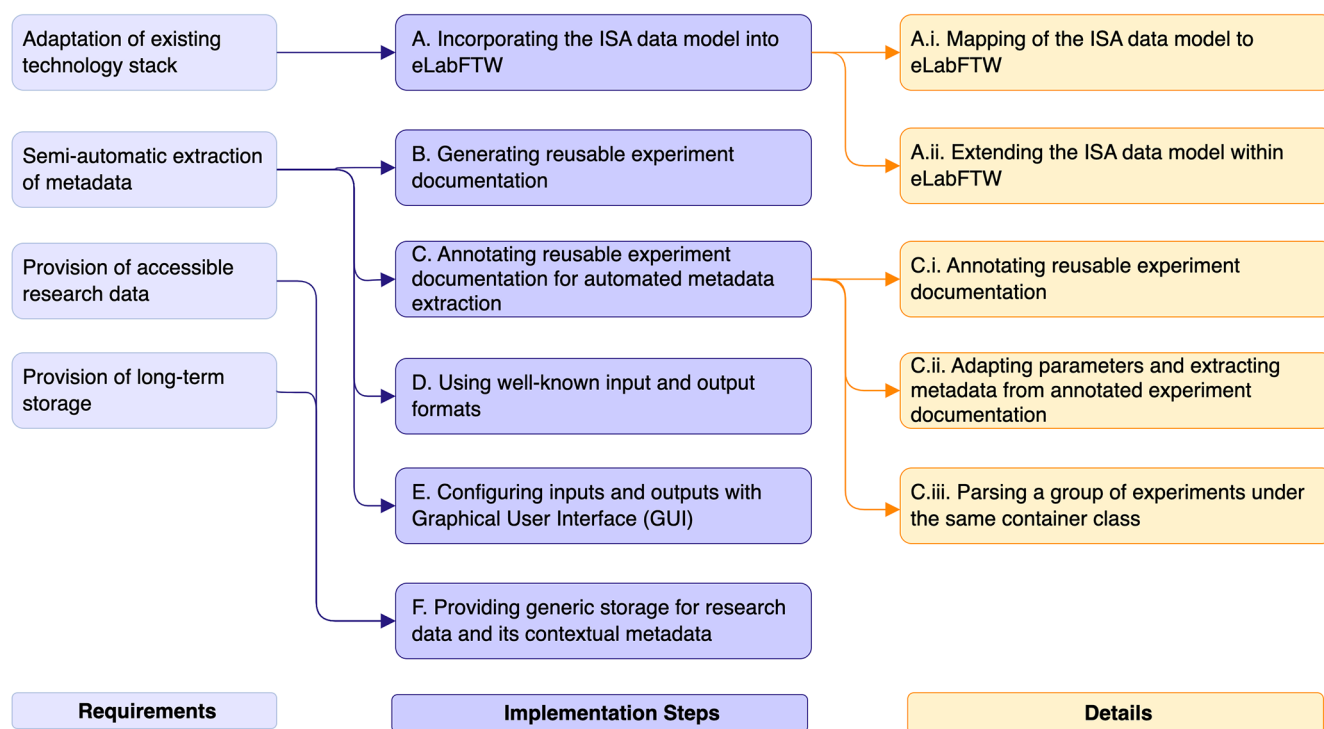 Adaptation of existing
technology stack
A. Incorporating the ISA data model into
eLabFTW
A.i. Mapping of the ISA data model to
eLabFTW
Semi-automatic extraction
of metadata
B. Generating reusable experiment
documentation
A.ii. Extending the ISA data model within
eLabFTW
Provision of accessible
research data
C. Annotating reusable experiment
documentation for automated metadata
extraction
C.i. Annotating reusable experiment
documentation
Provision of long-term
storage
D. Using well-known input and output
formats
C.ii. Adapting parameters and extracting
metadata from annotated experiment
documentation
E. Configuring inputs and outputs with
Graphical User Interface (GUI)
C.iii. Parsing a group of experiments under
the same container class
F. Providing generic storage for research
data and its contextual metadata
Requirements
Implementation Steps
Details